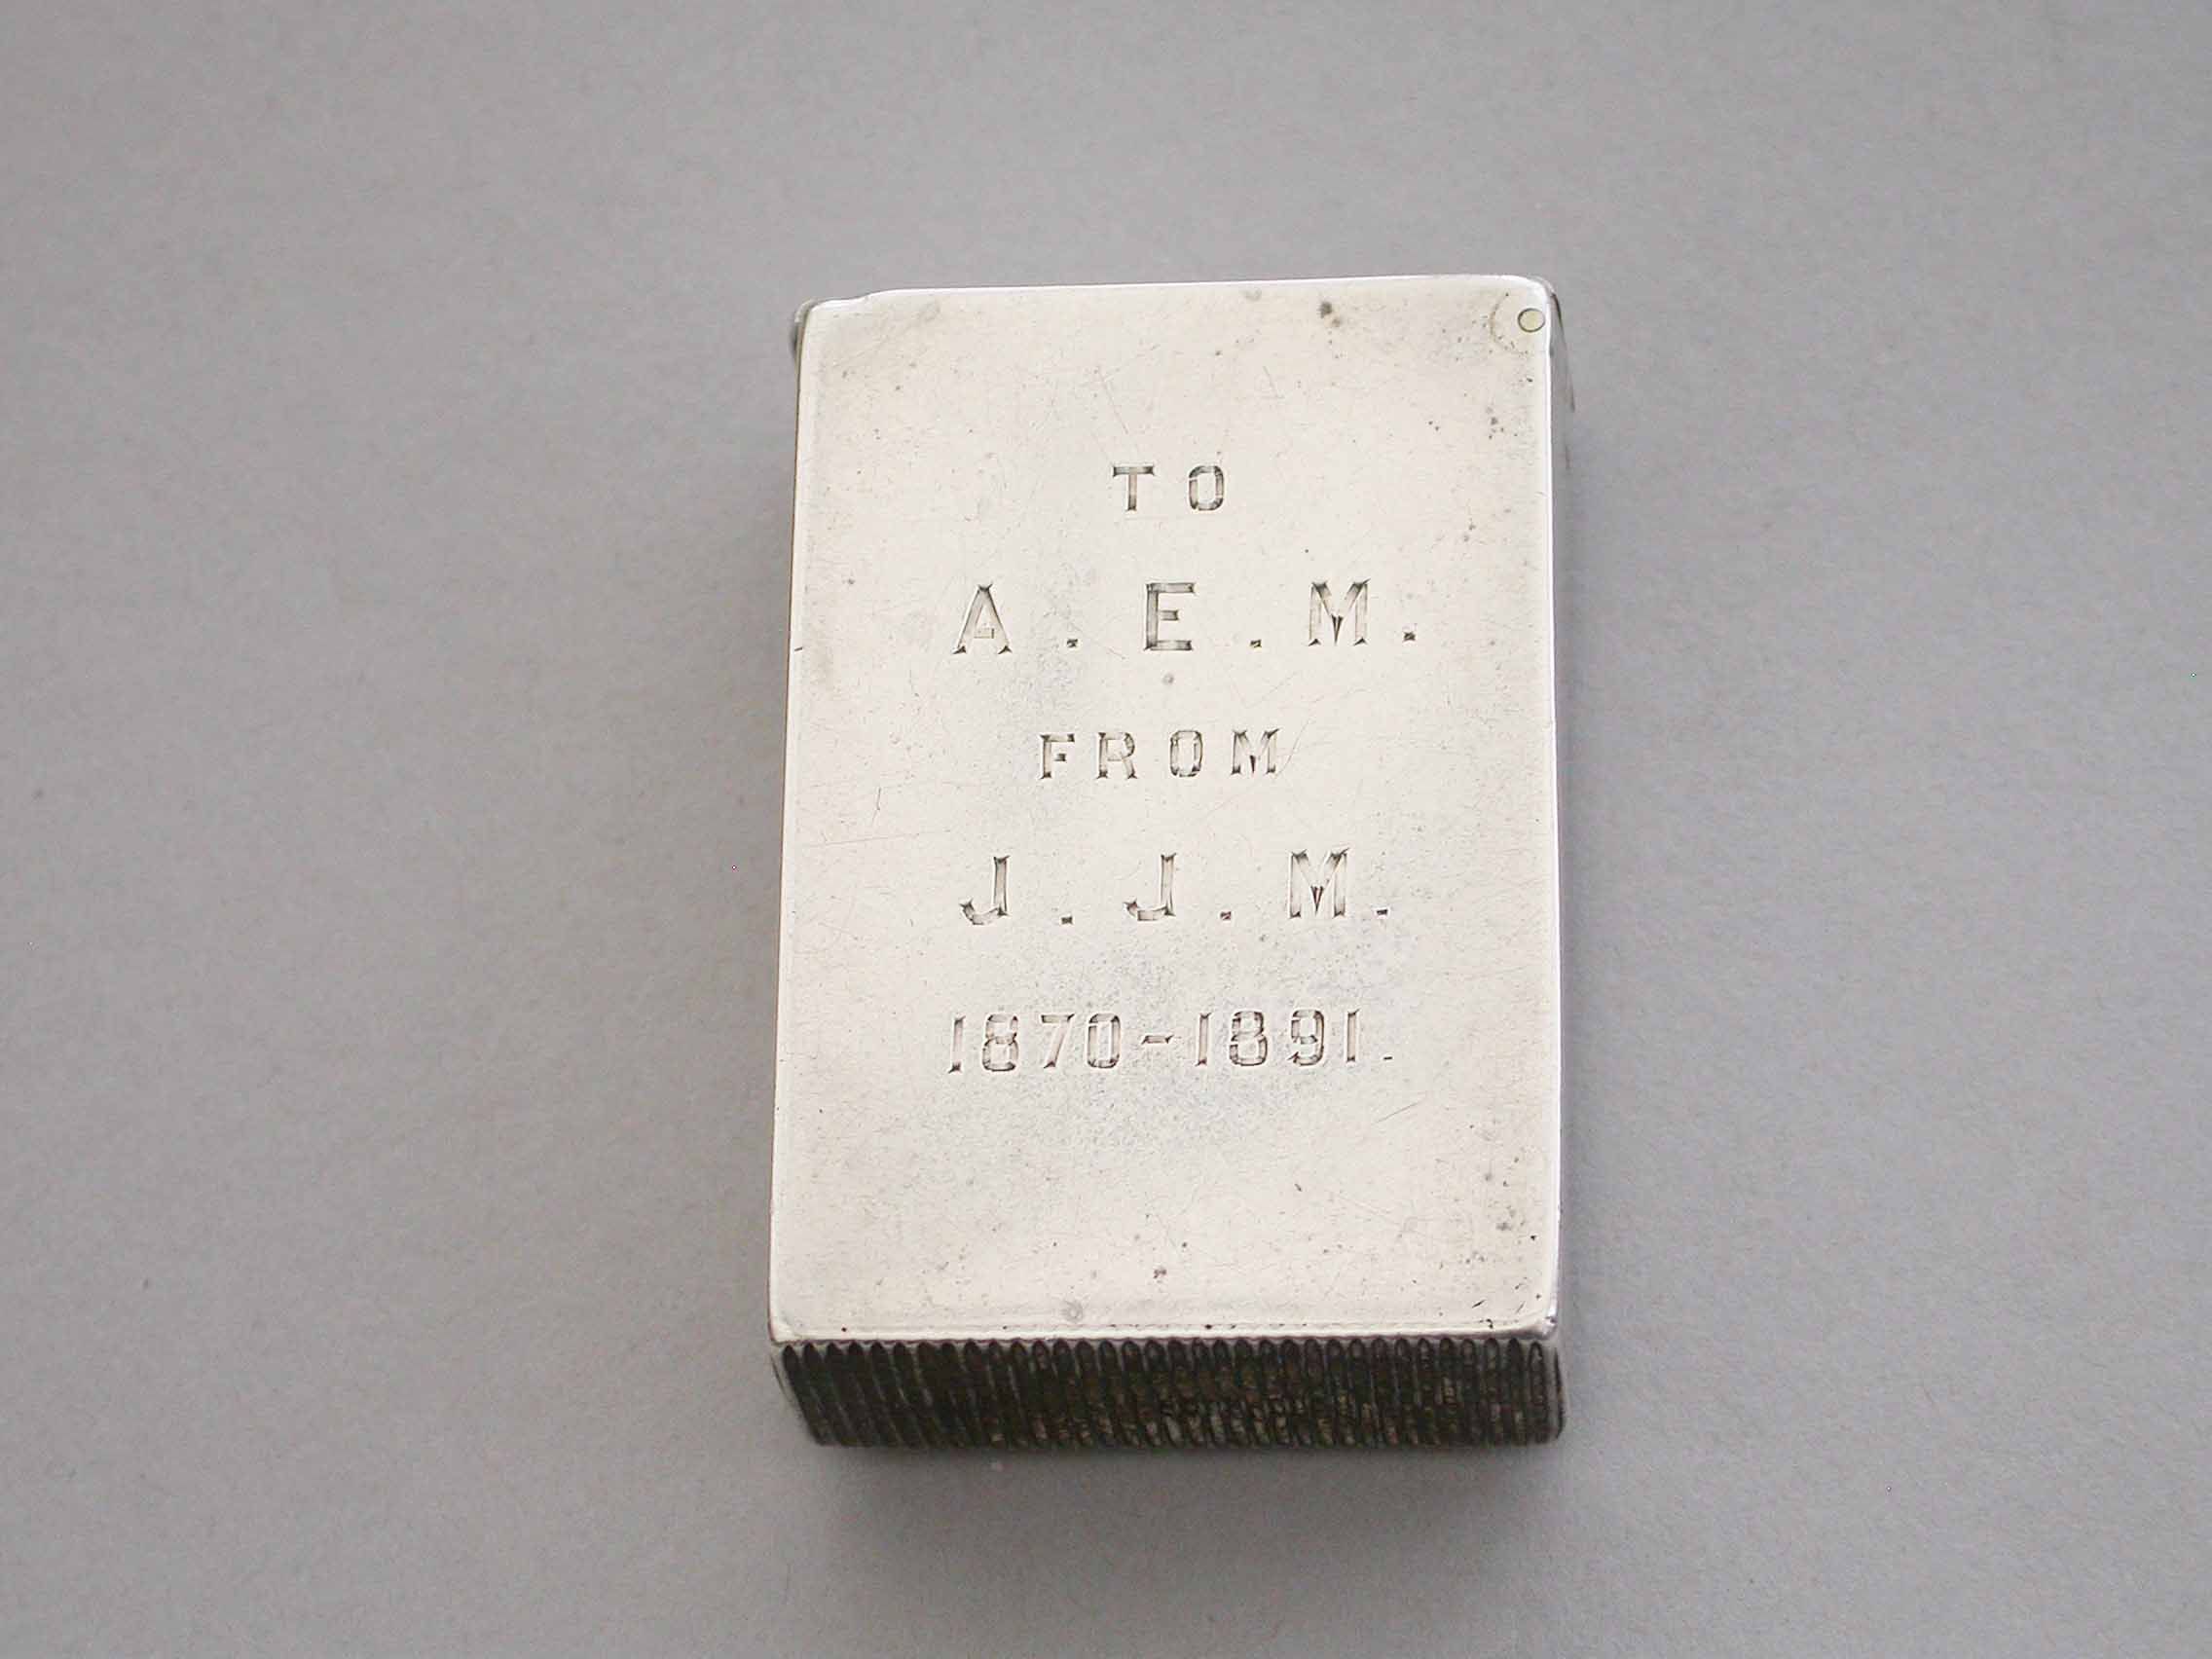 TO
A.E.M.
FROM
J.J.M.
1870-1891.